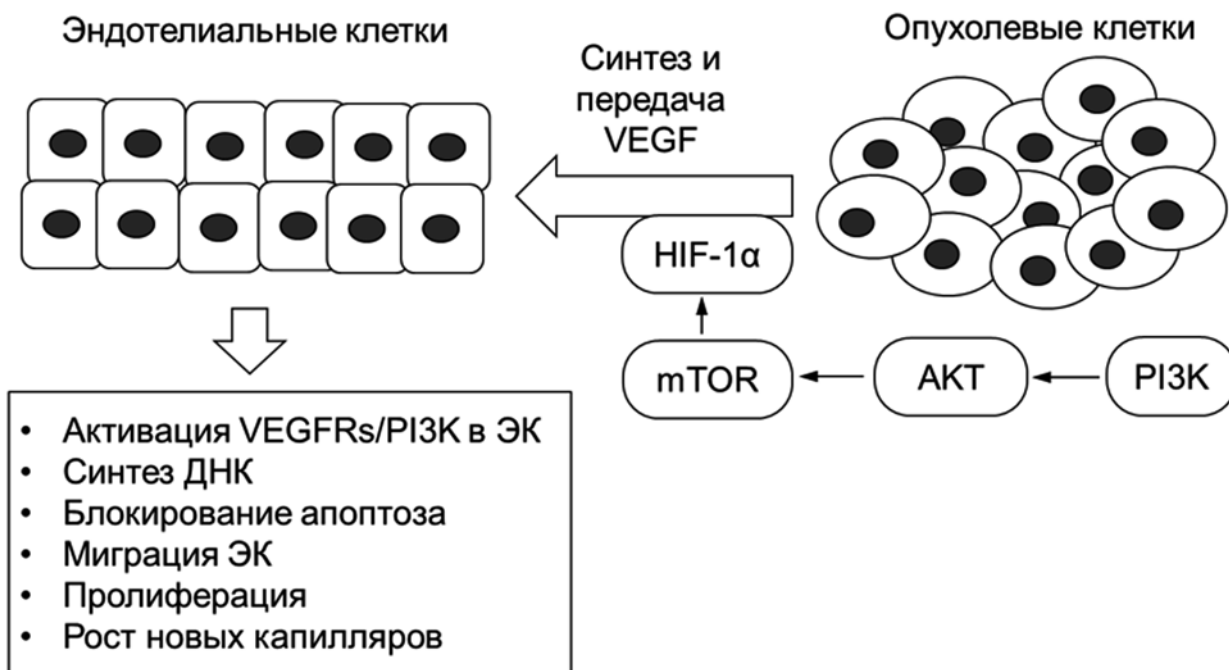 Эндотелиальные клетки
Опухолевые клетки
Синтез и
передача
VEGF
HIF-1α
mTOR
AKT
PI3K
• Активация VEGFRs/PI3K в ЭК
• Синтез ДНК
• Блокирование апоптоза
• Миграция ЭК
• Пролиферация
• Рост новых капилляров